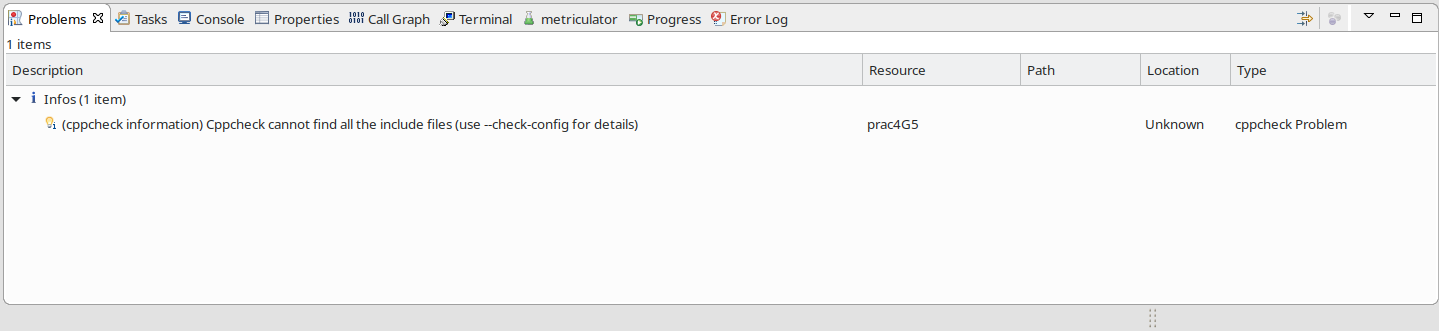 Problems Tasks Console Properties Call Graph Terminal metriculator Progress Error Log
1 items
Description Resource Path Location Type
Infos (1 item)
(cppcheck information) Cppcheck cannot find all the include files (use --check-config for details) prac4G5 Unknown cppcheck Problem